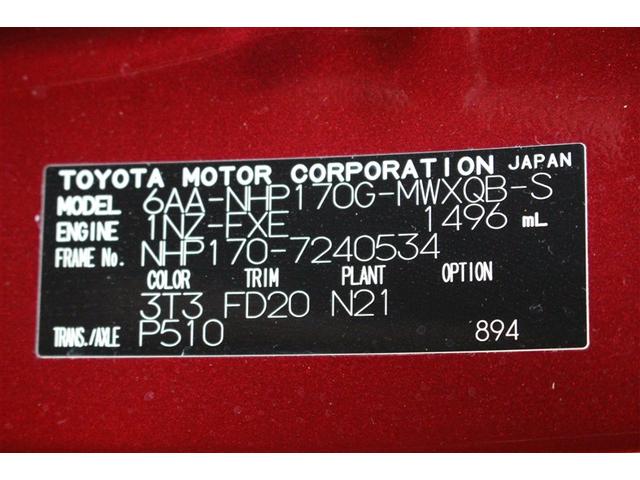 TOYOTA MOTOR CORPORATION JAPAN
MODEL 6AA-NHP170G-MWXQB-S
ENGINE 1NZ-FXE 1496 mL
FRAME No. NHP170-7240534
COLOR TRIM PLANT OPTION
3T3 FD20 N21
TRANS./AXLE P510 894